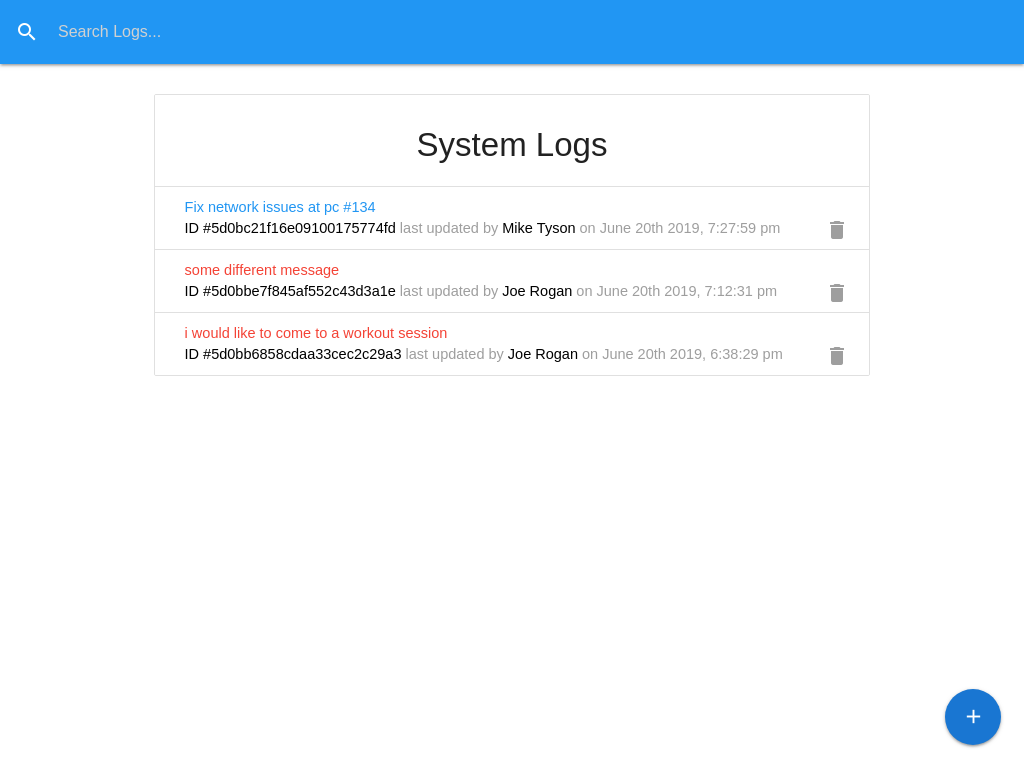 Search Logs...
System Logs
Fix network issues at pc #134
ID #5d0bc21f16e09100175774fd last updated by Mike Tyson on June 20th 2019, 7:27:59 pm
some different message
ID #5d0bbe7f845af552c43d3a1e last updated by Joe Rogan on June 20th 2019, 7:12:31 pm
i would like to come to a workout session
ID #5d0bb6858cdaa33cec2c29a3 last updated by Joe Rogan on June 20th 2019, 6:38:29 pm